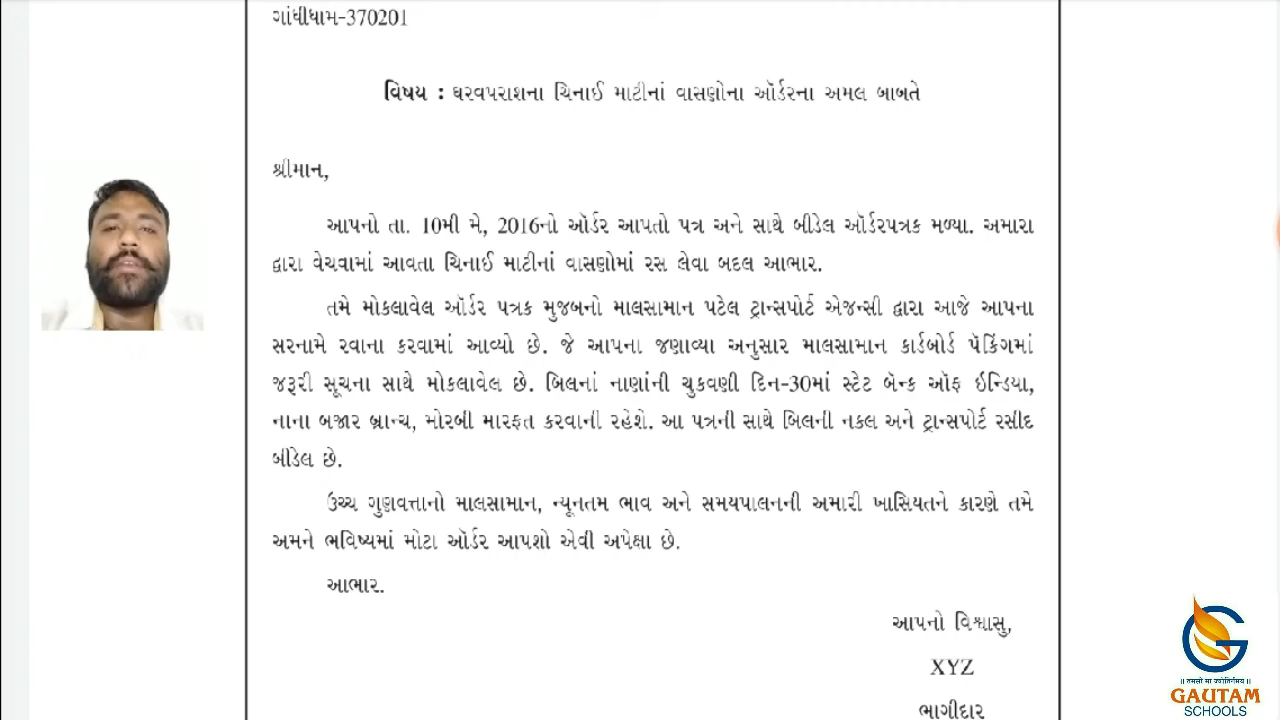 ગાંધીધામ-370201
વિષય : ઘરવપરાશના ચિનાઈ માટીનાં વાસણોના ઑર્ડરના અમલ બાબતે
શ્રીમાન,
આપનો તા. 10મી મે, 2016નો ઑર્ડર આપતો પત્ર અને સાથે બીડેલ ઑર્ડરપત્રક મળ્યા. અમારા
દ્વારા વેચવામાં આવતા ચિનાઈ માટીનાં વાસણોમાં રસ લેવા બદલ આભાર.
તમે મોકલાવેલ ઑર્ડર પત્રક મુજબનો માલસામાન પટેલ ટ્રાન્સપોર્ટ એજન્સી દ્વારા આજે આપના
સરનામે રવાના કરવામાં આવ્યો છે. જે આપના જણાવ્યા અનુસાર માલસામાન કાર્ડબોર્ડ પૅકિંગમાં
જરૂરી સૂચના સાથે મોકલાવેલ છે. બિલનાં નાણાંની ચુકવણી દિન-30માં સ્ટેટ બૅન્ક ઑફ ઇન્ડિયા,
નાના બજાર બ્રાન્ચ, મોરબી મારફત કરવાની રહેશે. આ પત્રની સાથે બિલની નકલ અને ટ્રાન્સપોર્ટ રસીદ
બીડેલ છે.
ઉચ્ચ ગુણવત્તાનો માલસામાન, ન્યૂનતમ ભાવ અને સમયપાલનની અમારી ખાસિયતને કારણે તમે
અમને ભવિષ્યમાં મોટા ઑર્ડર આપશો એવી અપેક્ષા છે.
આભાર.
આપનો વિશ્વાસુ,
XYZ
ભાગીદાર
॥ तमसो मा ज्योतिर्गमय ॥
GAUTAM
SCHOOLS